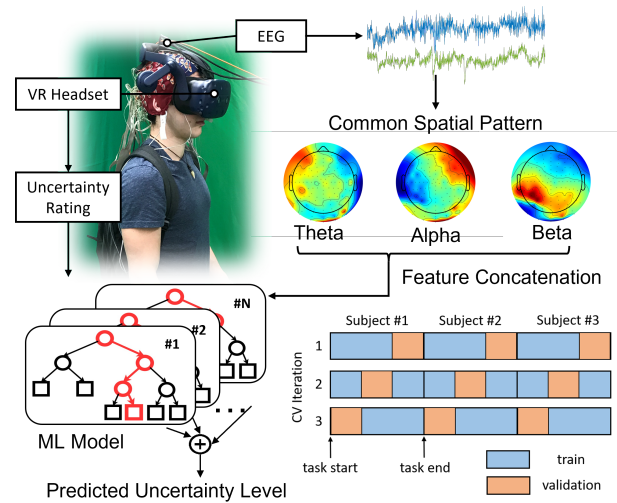 EEG
VR Headset
Common Spatial Pattern
Uncertainty
Rating
Theta
Alpha
Beta
Feature Concatenation
#N
#2
#1
...
ML Model
Predicted Uncertainty Level
Subject #1
Subject #2
Subject #3
CV Iteration
1
2
3
task start
task end
train
validation